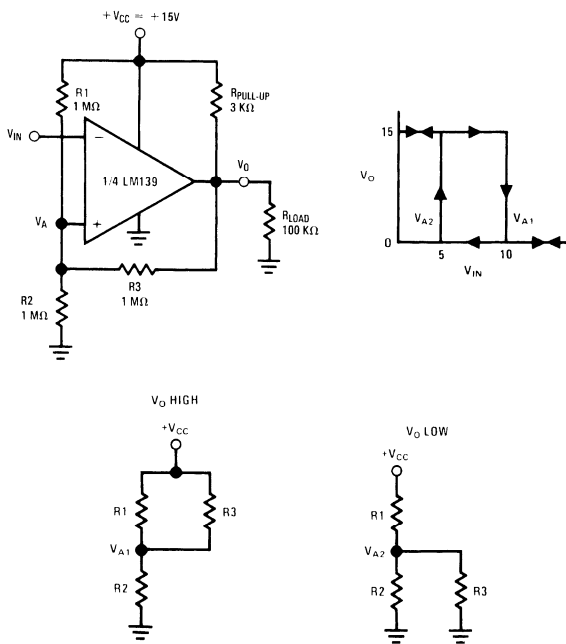 + VCC = + 15V
R1
1 MΩ
RPULL-UP
3 KΩ
VIN
−
1/4 LM139
VO
VA
+
RLOAD
100 KΩ
R3
1 MΩ
R2
1 MΩ
15
VO
VA2
VA1
0
5
10
VIN
VO HIGH
+VCC
R1
R3
VA1
R2
VO LOW
+VCC
R1
VA2
R2
R3